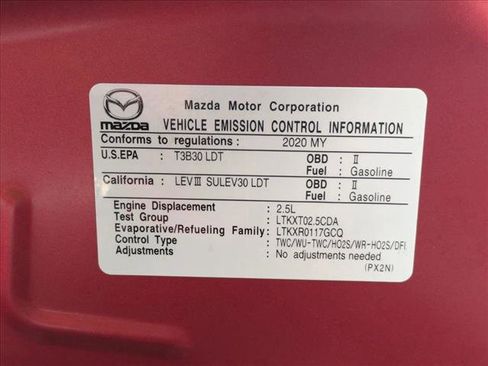 Mazda Motor Corporation
mazda VEHICLE EMISSION CONTROL INFORMATION
Conforms to regulations : 2020 MY
U.S.EPA : T3B30 LDT OBD : II
Fuel : Gasoline
California : LEVIII SULEV30 LDT OBD : II
Fuel : Gasoline
Engine Displacement : 2.5L
Test Group : LTKXT02.5CDA
Evaporative/Refueling Family: LTKXR0117GCQ
Control Type : TWC/WU-TWC/HO2S/WR-HO2S/DFI
Adjustments : No adjustments needed
(PX2N)